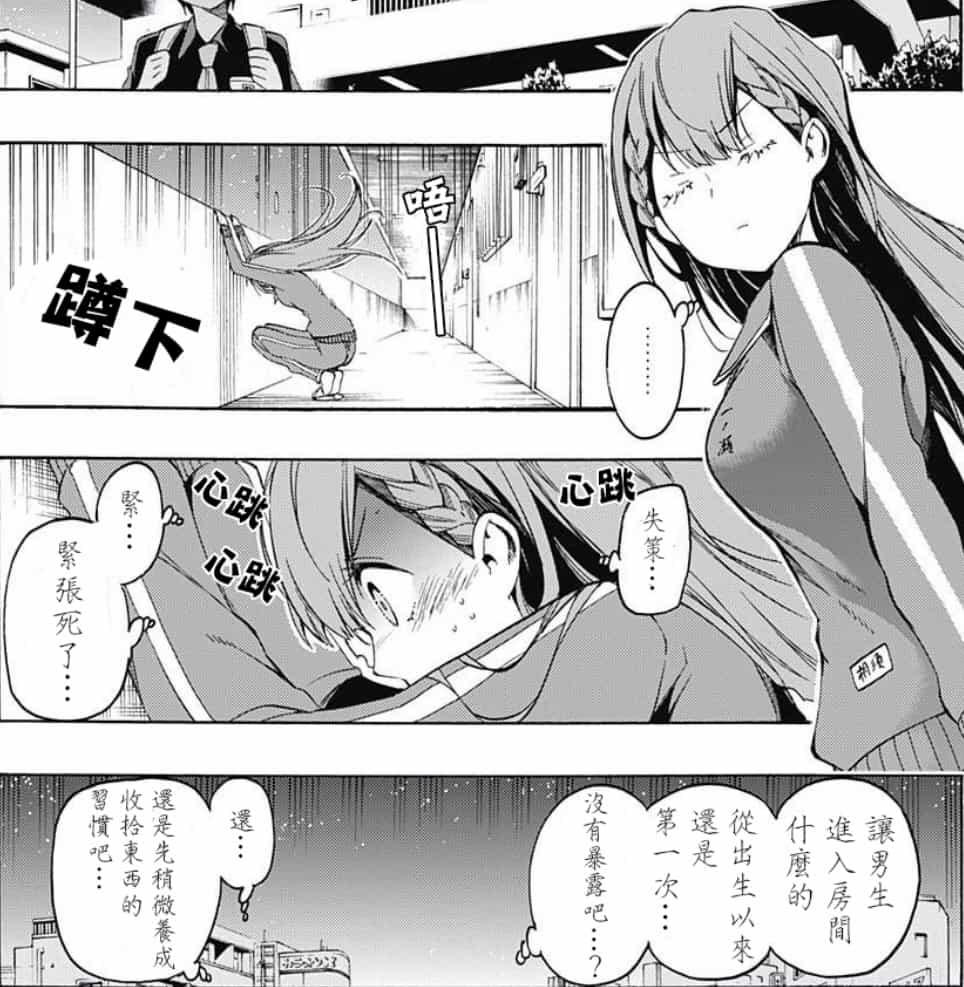 ………
唔
蹲下
瀬
失策…
心跳
心跳
心跳
緊…
緊張死了…
讓男生
進入房間
什麼的
從出生以來
還是
第一次…
沒有暴露吧…？
還…
還是先稍微養成
收拾東西的
習慣吧…